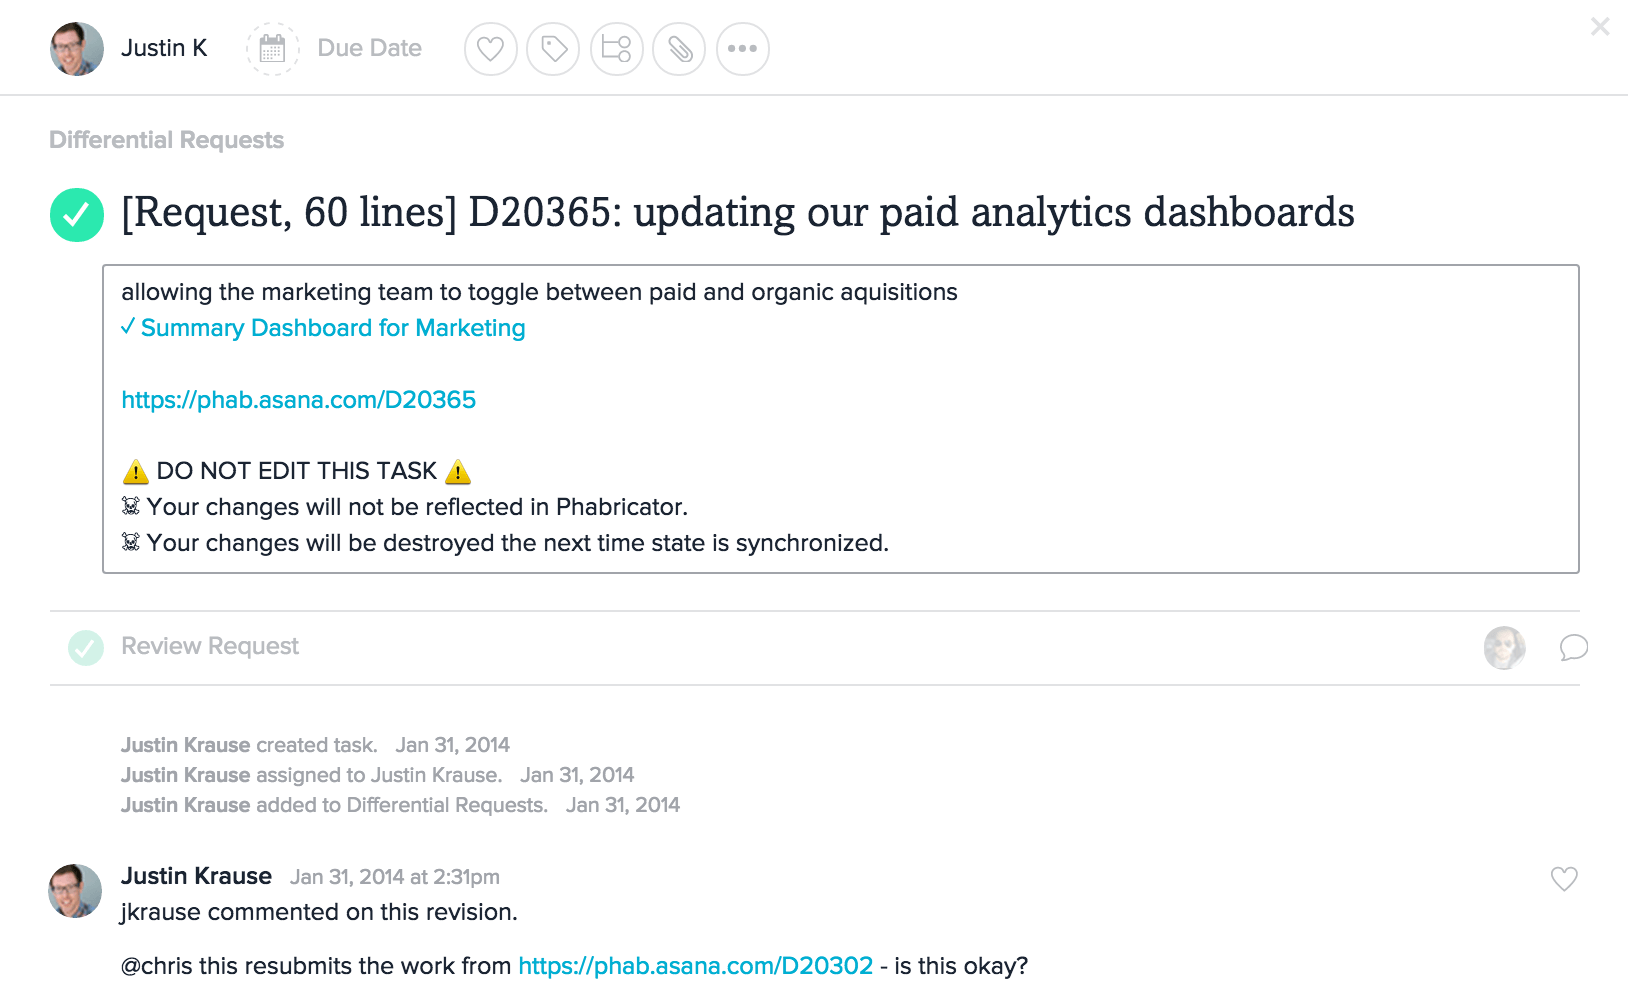 Justin K
Due Date
Differential Requests
[Request, 60 lines] D20365: updating our paid analytics dashboards
allowing the marketing team to toggle between paid and organic aquisitions
✓ Summary Dashboard for Marketing
https://phab.asana.com/D20365
⚠️ DO NOT EDIT THIS TASK ⚠️
☠ Your changes will not be reflected in Phabricator.
☠ Your changes will be destroyed the next time state is synchronized.
Review Request
Justin Krause created task. Jan 31, 2014
Justin Krause assigned to Justin Krause. Jan 31, 2014
Justin Krause added to Differential Requests. Jan 31, 2014
Justin Krause Jan 31, 2014 at 2:31pm
jkrause commented on this revision.
@chris this resubmits the work from https://phab.asana.com/D20302 - is this okay?